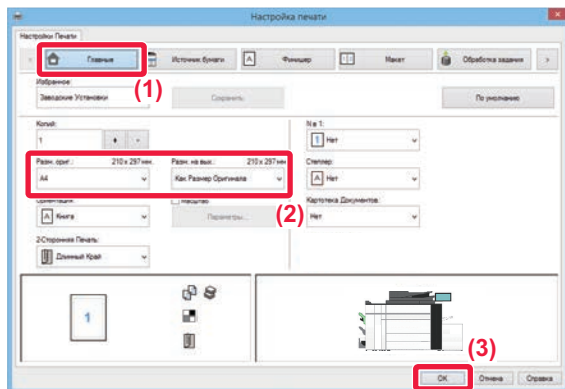 Настройка печати
Настройки Печати
Главные
Источник бумаги
Финишер
Макет
Обработка задания
(1)
Избранное:
Заводские Установки
Сохранить
По умолчанию
Копий:
1
+
-
N в 1:
1
Нет
Разм. ориг.:
210 x 297 мм.
A4
Разм. на вых.:
210 x 297 мм
Как Размер Оригинала
Степлер:
A
Нет
(2)
Ориентация:
A
Книга
Масштаб
Параметры...
Картотека Документов:
Нет
2-Сторонняя Печать:
Длинный Край
1
(3)
OK
Отмена
Справка